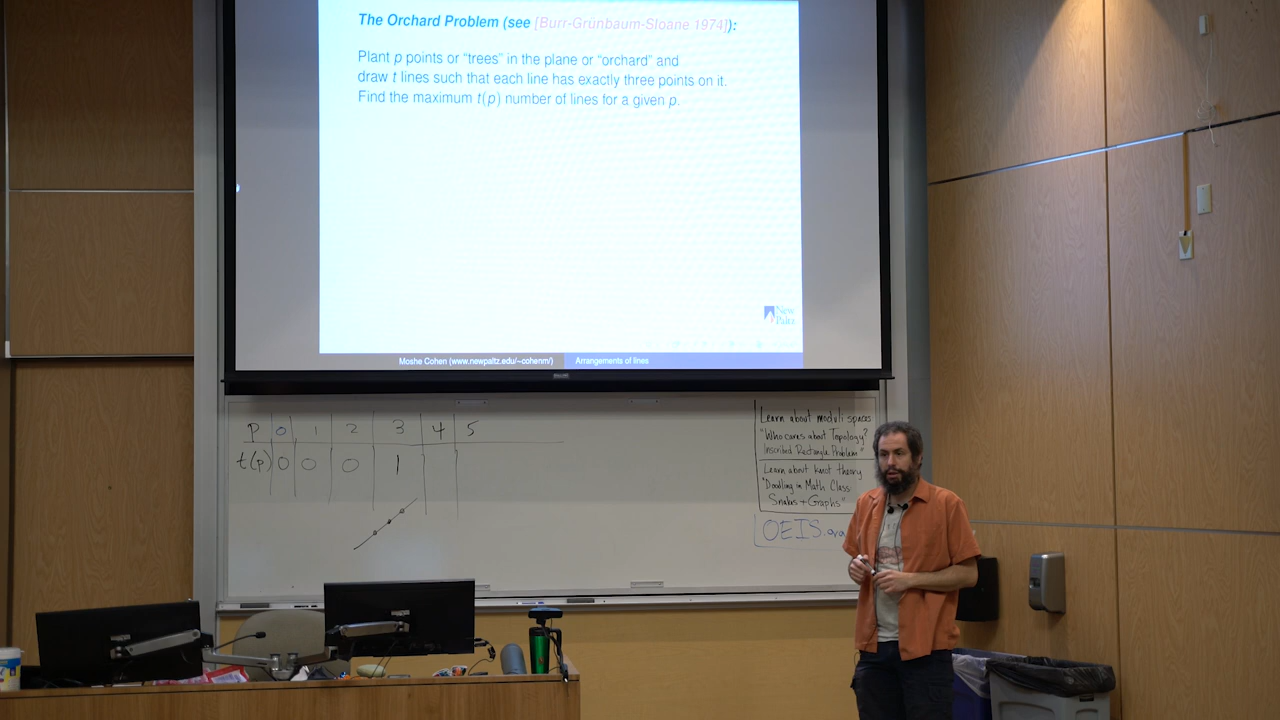 The Orchard Problem (see [Burr-Grünbaum-Sloane 1974]):
Plant p points or “trees” in the plane or “orchard” and
draw t lines such that each line has exactly three points on it.
Find the maximum t(p) number of lines for a given p.
New
Paltz
Moshe Cohen (www.newpaltz.edu/~cohenm/)
Arrangements of lines
p 0 1 2 3 4 5
t(p) 0 0 0 1
Learn about moduli spaces
"Who cares about Topology?
Inscribed Rectangle Problem"
Learn about knot theory
"Doodling in Math Class:
Snakes + Graphs"
OEIS.